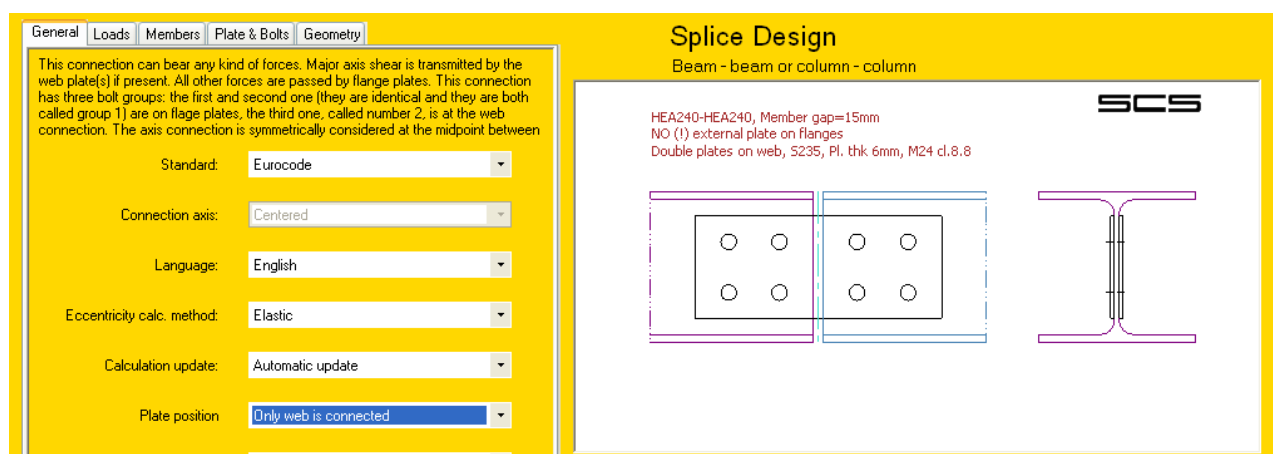 General Loads Members Plate & Bolts Geometry
This connection can bear any kind of forces. Major axis shear is transmitted by the
web plate(s) if present. All other forces are passed by flange plates. This connection
has three bolt groups: the first and second one (they are identical and they are both
called group 1) are on flage plates, the third one, called number 2, is at the web
connection. The axis connection is symmetrically considered at the midpoint between
Standard: Eurocode
Connection axis: Centered
Language: English
Eccentricity calc. method: Elastic
Calculation update: Automatic update
Plate position Only web is connected
Splice Design
Beam - beam or column - column
SCS
HEA240-HEA240, Member gap=15mm
NO (!) external plate on flanges
Double plates on web, S235, Pl. thk 6mm, M24 cl.8.8